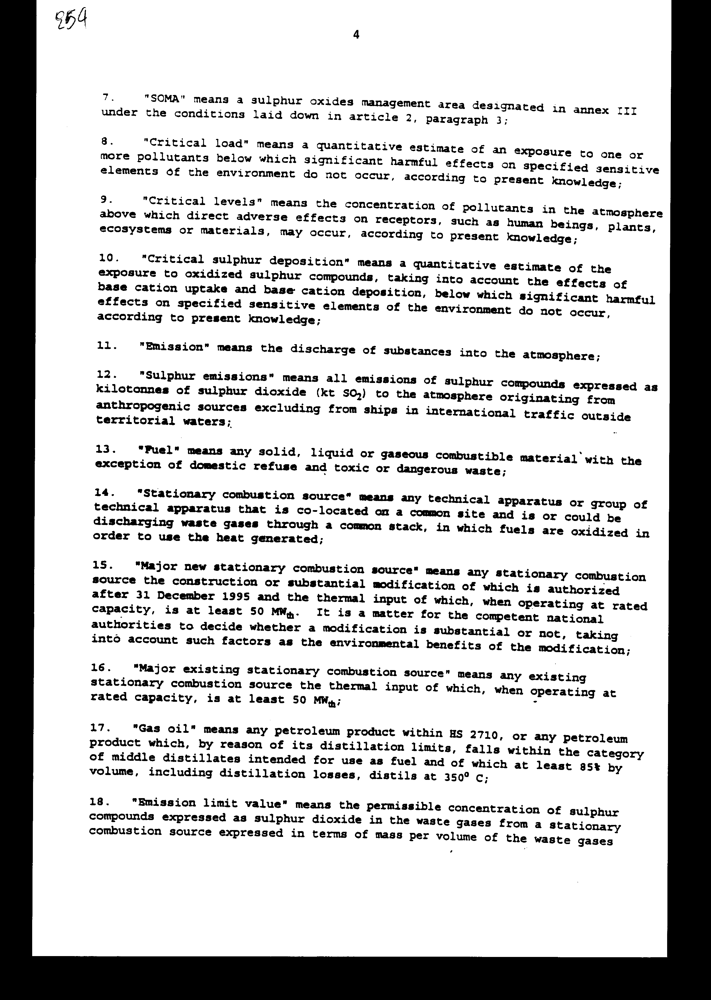 954
4
7. "SOMA" means a sulphur oxides management area designated in annex III
under the conditions laid down in article 2, paragraph 3;
8. "Critical load" means a quantitative estimate of an exposure to one or
more pollutants below which significant harmful effects on specified sensitive
elements of the environment do not occur, according to present knowledge;
9. "Critical levels" means the concentration of pollutants in the atmosphere
above which direct adverse effects on receptors, such as human beings, plants,
ecosystems or materials, may occur, according to present knowledge;
10. "Critical sulphur deposition" means a quantitative estimate of the
exposure to oxidized sulphur compounds, taking into account the effects of
base cation uptake and base cation deposition, below which significant harmful
effects on specified sensitive elements of the environment do not occur,
according to present knowledge;
11. "Emission" means the discharge of substances into the atmosphere;
12. "Sulphur emissions" means all emissions of sulphur compounds expressed as
kilotonnes of sulphur dioxide (kt SO₂) to the atmosphere originating from
anthropogenic sources excluding from ships in international traffic outside
territorial waters;
13. "Fuel" means any solid, liquid or gaseous combustible material with the
exception of domestic refuse and toxic or dangerous waste;
14. "Stationary combustion source" means any technical apparatus or group of
technical apparatus that is co-located on a common site and is or could be
discharging waste gases through a common stack, in which fuels are oxidized in
order to use the heat generated;
15. "Major new stationary combustion source" means any stationary combustion
source the construction or substantial modification of which is authorized
after 31 December 1995 and the thermal input of which, when operating at rated
capacity, is at least 50 MWth. It is a matter for the competent national
authorities to decide whether a modification is substantial or not, taking
into account such factors as the environmental benefits of the modification;
16. "Major existing stationary combustion source" means any existing
stationary combustion source the thermal input of which, when operating at
rated capacity, is at least 50 MWth;
17. "Gas oil" means any petroleum product within HS 2710, or any petroleum
product which, by reason of its distillation limits, falls within the category
of middle distillates intended for use as fuel and of which at least 85% by
volume, including distillation losses, distils at 350⁰ C;
18. "Emission limit value" means the permissible concentration of sulphur
compounds expressed as sulphur dioxide in the waste gases from a stationary
combustion source expressed in terms of mass per volume of the waste gases